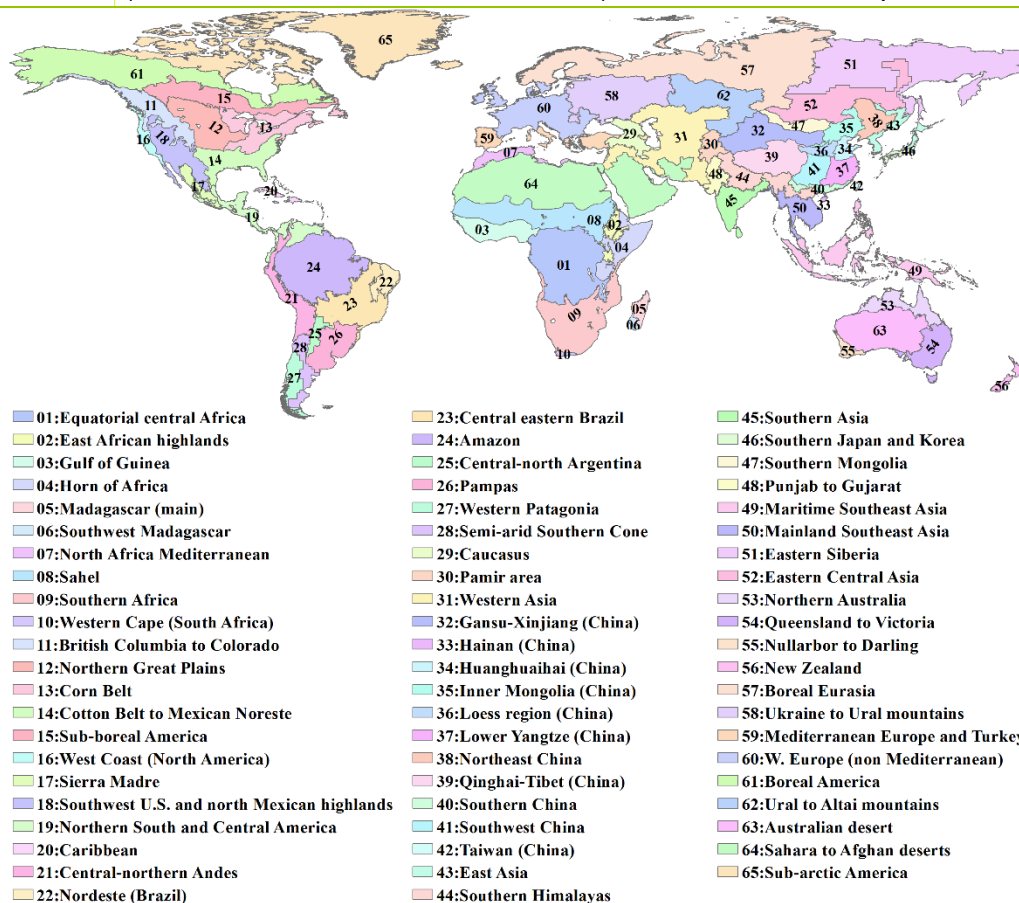 65
61
57
51
15
11
62
58
52
60
12
13
18
16
47
38
43
35
32
59
29
31
30
36
34
46
14
07
39
48
44
41
37
17
20
64
45
40
42
33
50
19
08
02
03
04
24
01
49
22
21
23
05
09
06
53
63
25
26
28
10
55
54
27
56
01:Equatorial central Africa
02:East African highlands
03:Gulf of Guinea
04:Horn of Africa
05:Madagascar (main)
06:Southwest Madagascar
07:North Africa Mediterranean
08:Sahel
09:Southern Africa
10:Western Cape (South Africa)
11:British Columbia to Colorado
12:Northern Great Plains
13:Corn Belt
14:Cotton Belt to Mexican Noreste
15:Sub-boreal America
16:West Coast (North America)
17:Sierra Madre
18:Southwest U.S. and north Mexican highlands
19:Northern South and Central America
20:Caribbean
21:Central-northern Andes
22:Nordeste (Brazil)
23:Central eastern Brazil
24:Amazon
25:Central-north Argentina
26:Pampas
27:Western Patagonia
28:Semi-arid Southern Cone
29:Caucasus
30:Pamir area
31:Western Asia
32:Gansu-Xinjiang (China)
33:Hainan (China)
34:Huanghuaihai (China)
35:Inner Mongolia (China)
36:Loess region (China)
37:Lower Yangtze (China)
38:Northeast China
39:Qinghai-Tibet (China)
40:Southern China
41:Southwest China
42:Taiwan (China)
43:East Asia
44:Southern Himalayas
45:Southern Asia
46:Southern Japan and Korea
47:Southern Mongolia
48:Punjab to Gujarat
49:Maritime Southeast Asia
50:Mainland Southeast Asia
51:Eastern Siberia
52:Eastern Central Asia
53:Northern Australia
54:Queensland to Victoria
55:Nullarbor to Darling
56:New Zealand
57:Boreal Eurasia
58:Ukraine to Ural mountains
59:Mediterranean Europe and Turkey
60:W. Europe (non Mediterranean)
61:Boreal America
62:Ural to Altai mountains
63:Australian desert
64:Sahara to Afghan deserts
65:Sub-arctic America